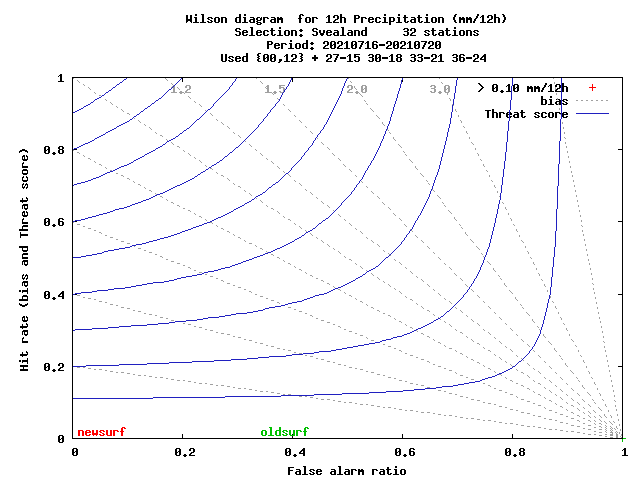 Wilson diagram  for 12h Precipitation (mm/12h)
Selection: Svealand     32 stations
Period: 20210716-20210720
Used {00,12} + 27-15 30-18 33-21 36-24
1.2 1.5 2.0 3.0
> 0.10 mm/12h
bias
Threat score
1
0.8
0.6
0.4
0.2
0
Hit rate (bias and Threat score)
newsurf oldsurf
0 0.2 0.4 0.6 0.8 1
False alarm ratio